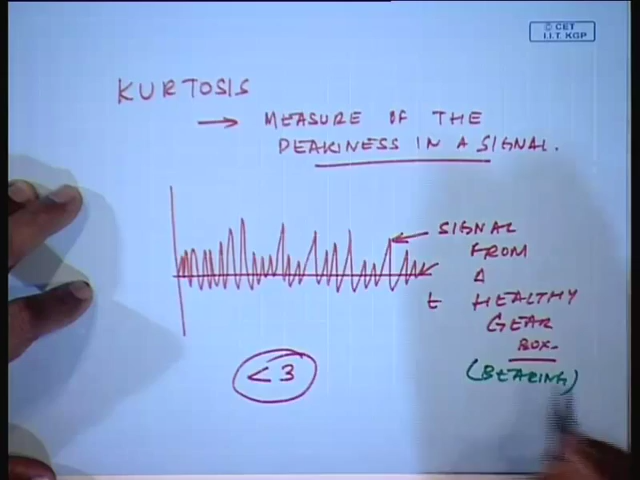 © CET
I.I.T. KGP
KURTOSIS
→ MEASURE OF THE
PEAKINESS IN A SIGNAL.
SIGNAL
FROM
A
t HEALTHY
GEAR
BOX
(BEARING)
<3